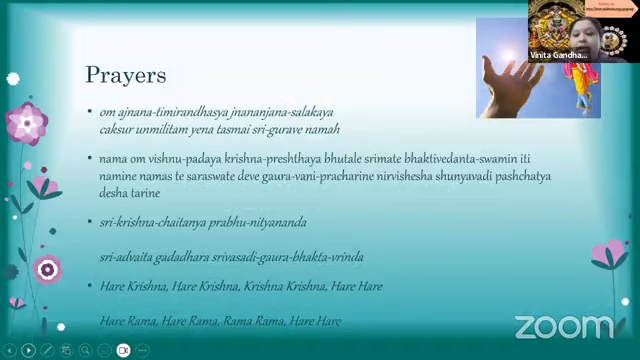 Vinita Gandha...
Prayers
• om ajnana-timirandhasya jnananjana-salakaya
caksur unmilitam yena tasmai sri-gurave namah
• nama om vishnu-padaya krishna-preshthaya bhutale srimate bhaktivedanta-swamin iti
namine namas te saraswate deve gaura-vani-pracharine nirvishesha shunyavadi pashchatya
desha tarine
• sri-krishna-chaitanya prabhu-nityananda
sri-advaita gadadhara srivasadi-gaura-bhakta-vrinda
• Hare Krishna, Hare Krishna, Krishna Krishna, Hare Hare
Hare Rama, Hare Rama, Rama Rama, Hare Hare
zoom